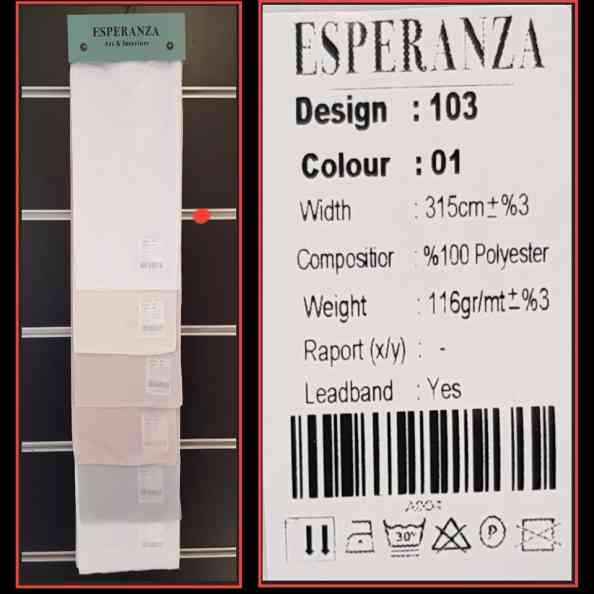 ESPERANZA
Art & Interiors
ESPERANZA
Design : 103
Colour : 01
Width : 315cm±%3
Composition : %100 Polyester
Weight : 116gr/mt±%3
Raport (x/y) : -
Leadband : Yes
30°
P